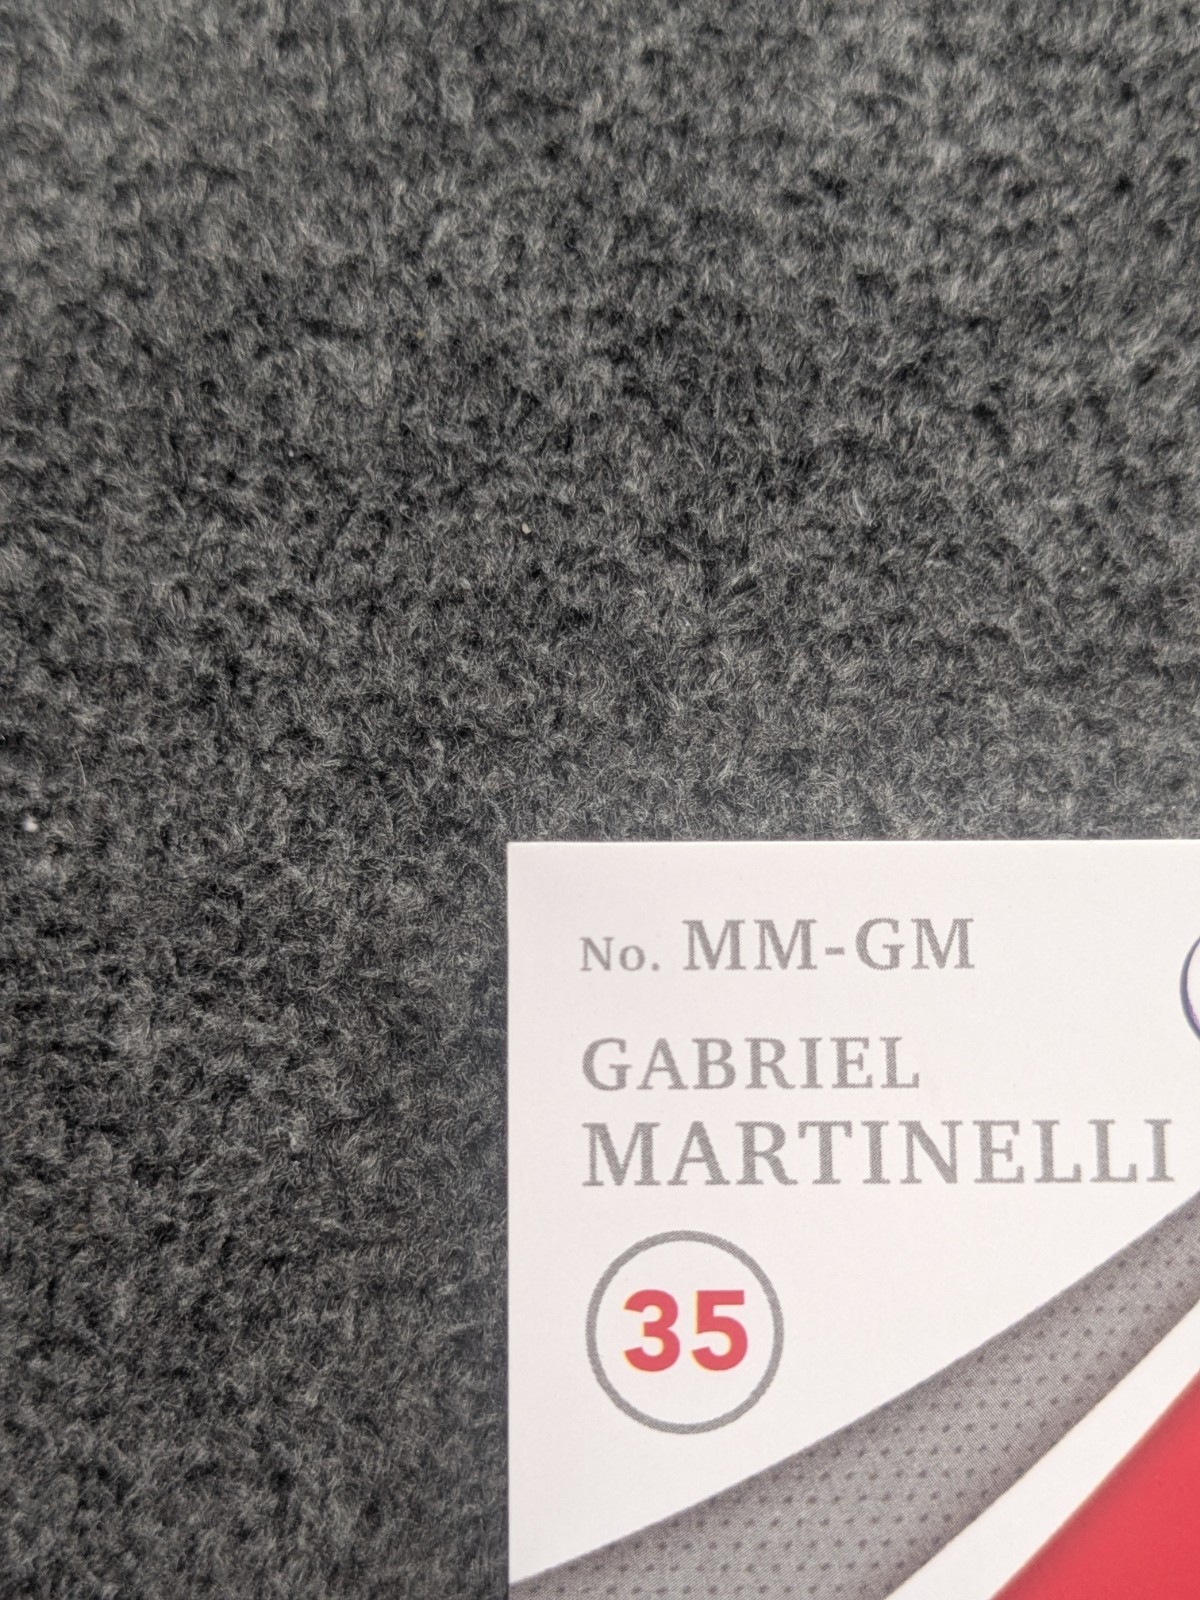 No. MM-GM
GABRIEL
MARTINELLI
35